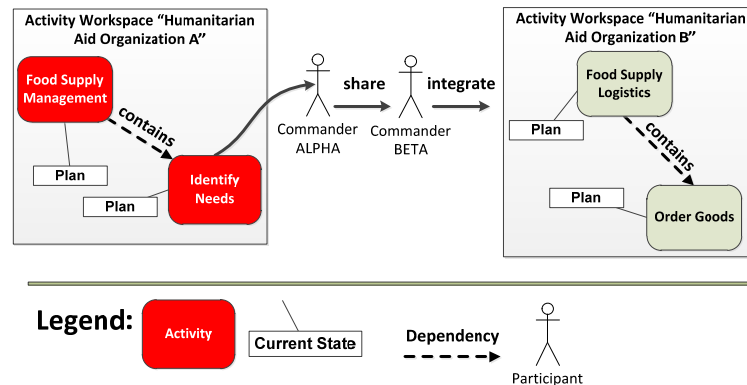 Activity Workspace “Humanitarian
Aid Organization A”
Food Supply
Management
contains
Plan
Plan
Identify
Needs
Commander
ALPHA
share
Commander
BETA
integrate
Activity Workspace “Humanitarian
Aid Organization B”
Food Supply
Logistics
contains
Plan
Plan
Order Goods
Legend:
Activity
Current State
Dependency
Participant